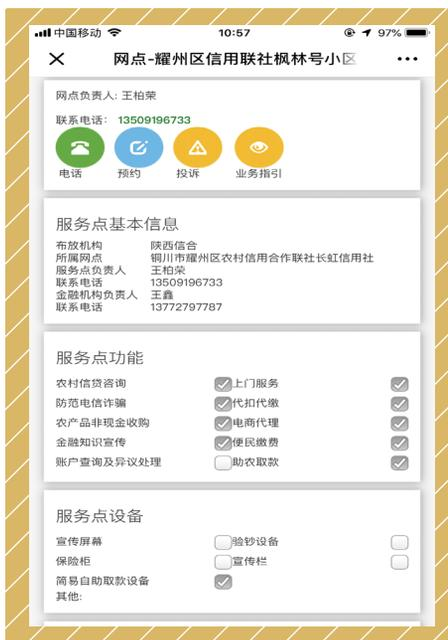 中国移动 10:57 97%
网点-耀州区信用联社枫林号小区
网点负责人: 王柏荣
联系电话: 13509196733
电话 预约 投诉 业务指引
服务点基本信息
布放机构 陕西信合
所属网点 铜川市耀州区农村信用合作联社长虹信用社
服务点负责人 王柏荣
联系电话 13509196733
金融机构负责人 王鑫
联系电话 13772797787
服务点功能
农村信贷咨询 上门服务
防范电信诈骗 代扣代缴
农产品非现金收购 电商代理
金融知识宣传 便民缴费
账户查询及异议处理 助农取款
服务点设备
宣传屏幕 验钞设备
保险柜 宣传栏
简易自助取款设备
其他: